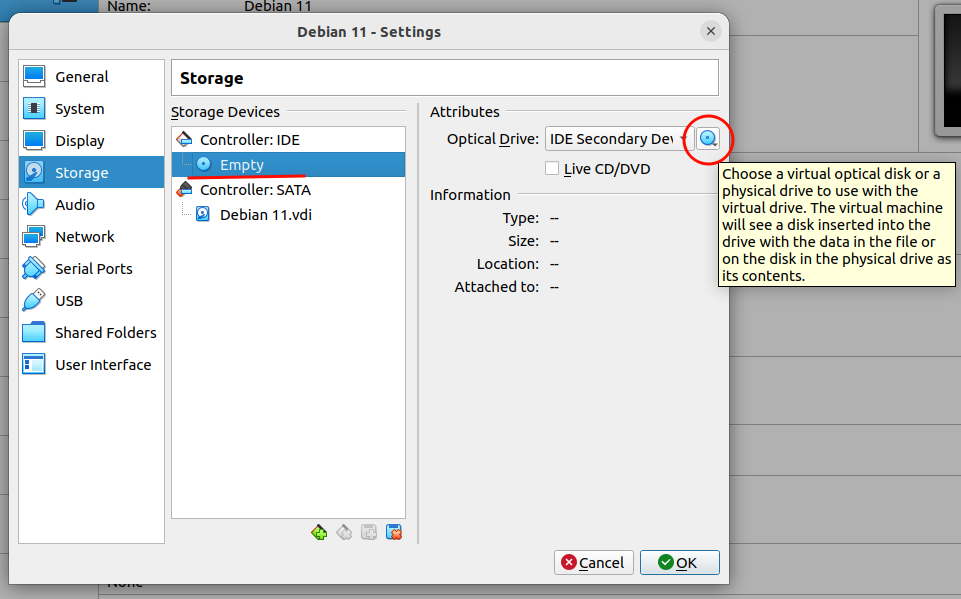 Name: Debian 11
Debian 11 - Settings
General
System
Display
Storage
Audio
Network
Serial Ports
USB
Shared Folders
User Interface
Storage
Storage Devices
Controller: IDE
Empty
Controller: SATA
Debian 11.vdi
Attributes
Optical Drive: IDE Secondary Dev
Live CD/DVD
Information
Type: --
Size: --
Location: --
Attached to: --
Choose a virtual optical disk or a
physical drive to use with the
virtual drive. The virtual machine
will see a disk inserted into the
drive with the data in the file or
on the disk in the physical drive as
its contents.
Cancel
OK
None